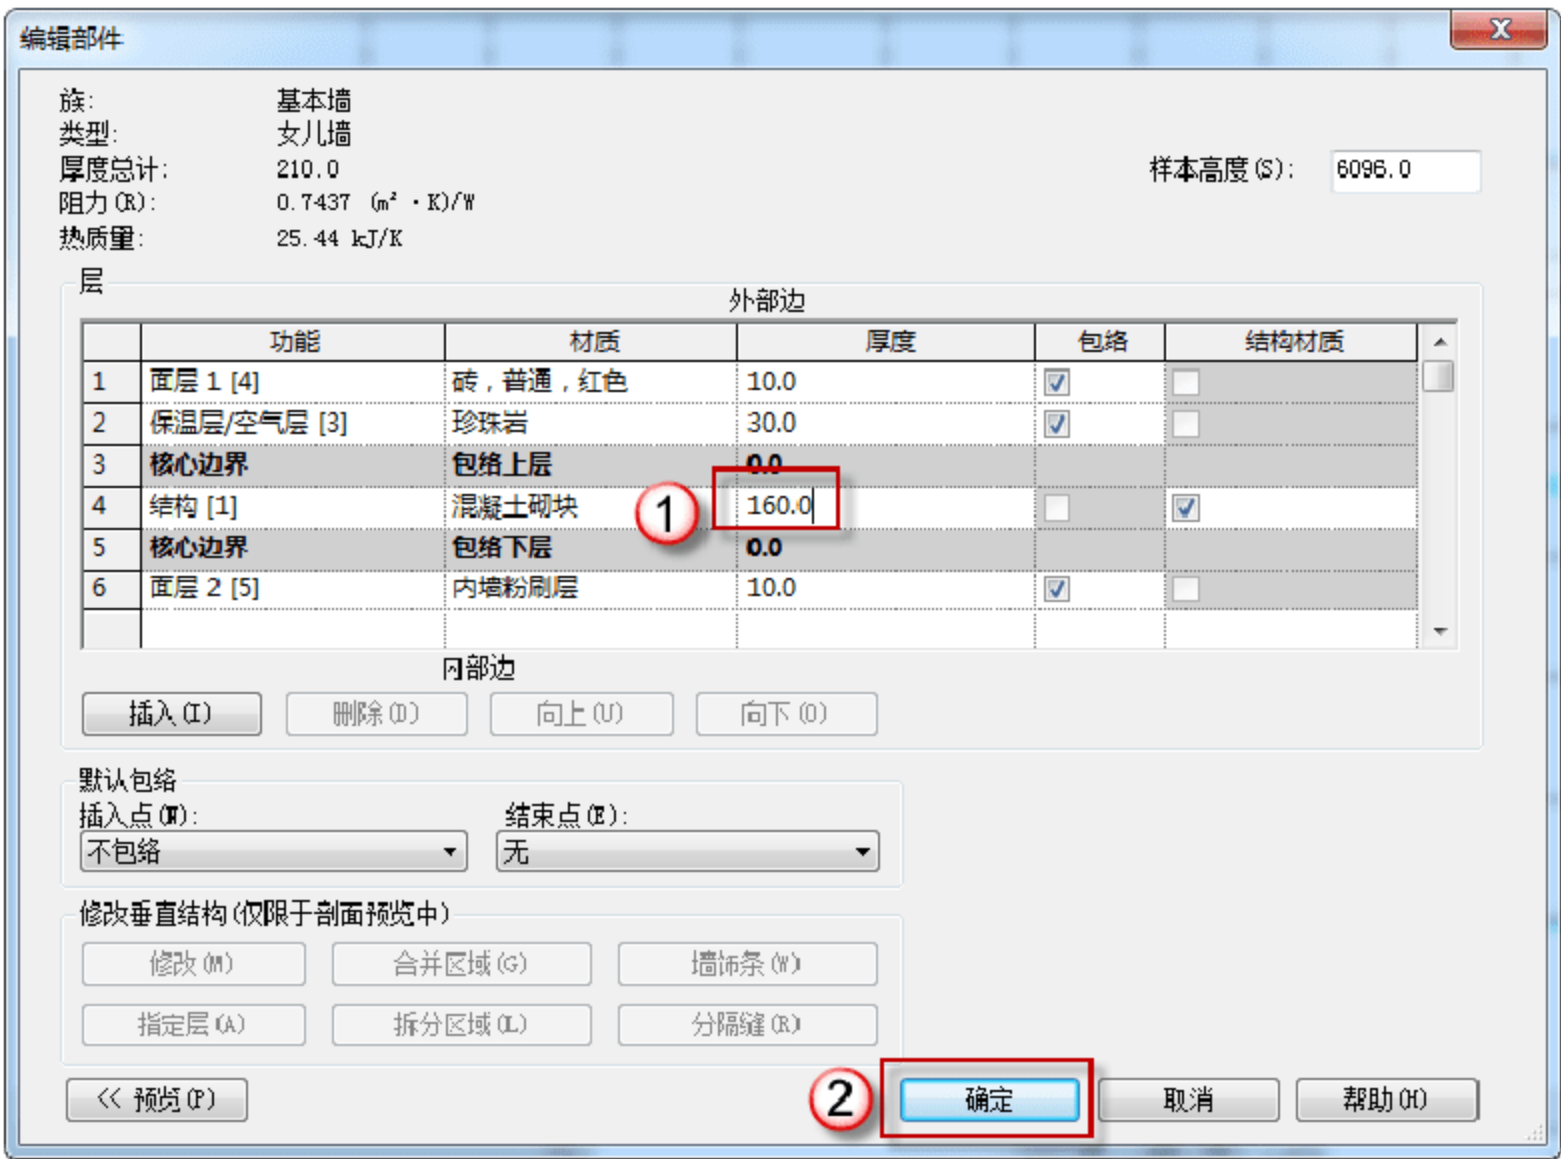 编辑部件
族: 基本墙
类型: 女儿墙
厚度总计: 210.0 样本高度(S): 6096.0
阻力(R): 0.7437 (m²·K)/W
热质量: 25.44 kJ/K
层
外部边
功能 材质 厚度 包络 结构材质
1 面层 1 [4] 砖，普通，红色 10.0
2 保温层/空气层 [3] 珍珠岩 30.0
3 核心边界 包络上层 0.0
4 结构 [1] 混凝土砌块 ① 160.0
5 核心边界 包络下层 0.0
6 面层 2 [5] 内墙粉刷层 10.0
内部边
插入(I) 删除(D) 向上(U) 向下(O)
默认包络
插入点(N): 结束点(E):
不包络 无
修改垂直结构(仅限于剖面预览中)
修改(M) 合并区域(G) 墙饰条(W)
指定层(A) 拆分区域(L) 分隔缝(R)
<< 预览(P) ② 确定 取消 帮助(H)